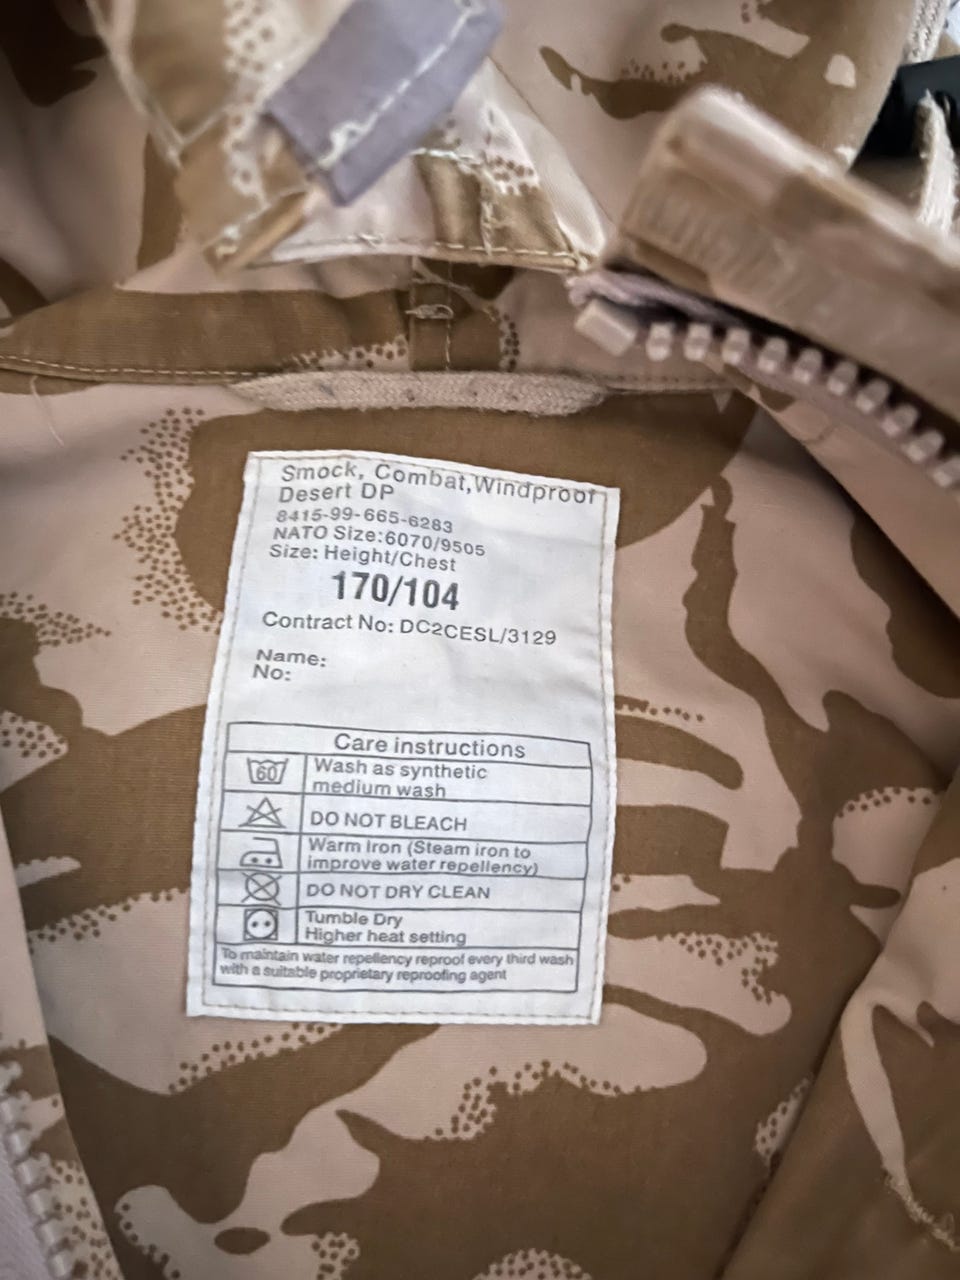 Smock, Combat,Windproof
Desert DP
8415-99-665-6283
NATO Size:6070/9505
Size: Height/Chest
170/104
Contract No: DC2CESL/3129
Name:
No:
Care instructions
60
Wash as synthetic
medium wash
DO NOT BLEACH
Warm Iron (Steam iron to
improve water repellency)
DO NOT DRY CLEAN
Tumble Dry
Higher heat setting
To maintain water repellency reproof every third wash
with a suitable proprietary reproofing agent